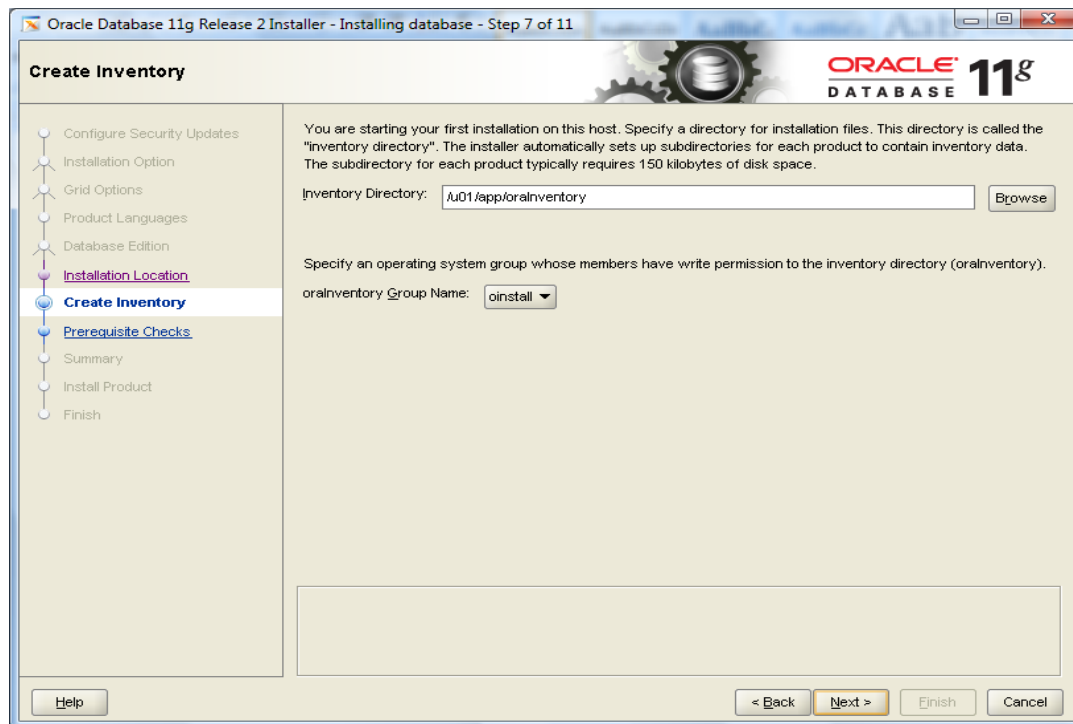 Oracle Database 11g Release 2 Installer - Installing database - Step 7 of 11
Create Inventory
ORACLE
DATABASE
11g
Configure Security Updates
Installation Option
Grid Options
Product Languages
Database Edition
Installation Location
Create Inventory
Prerequisite Checks
Summary
Install Product
Finish
You are starting your first installation on this host. Specify a directory for installation files. This directory is called the
"inventory directory". The installer automatically sets up subdirectories for each product to contain inventory data.
The subdirectory for each product typically requires 150 kilobytes of disk space.
Inventory Directory: /u01/app/oraInventory Browse
Specify an operating system group whose members have write permission to the inventory directory (oraInventory).
oraInventory Group Name: oinstall
Help < Back Next > Finish Cancel